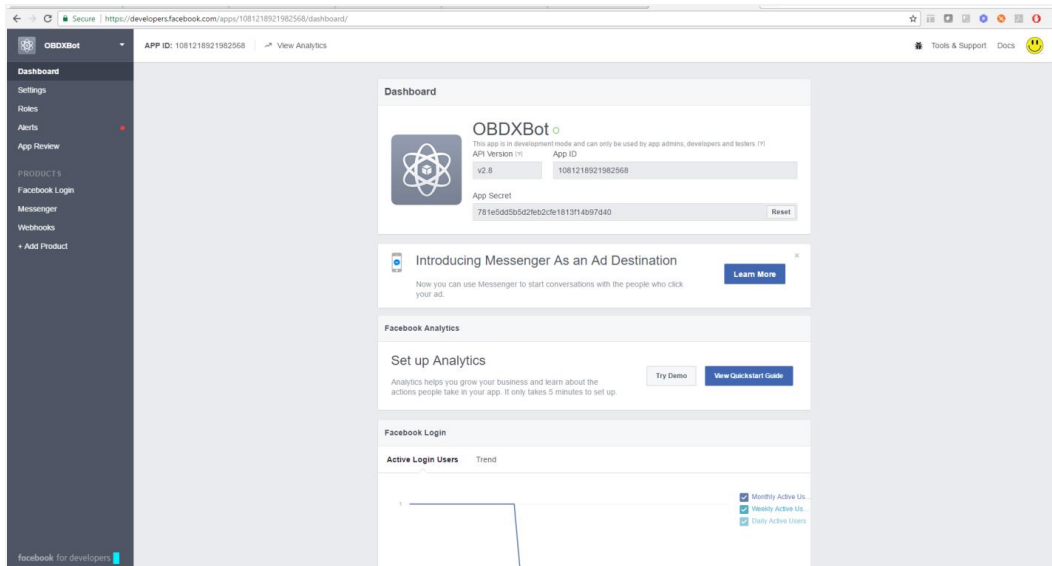 Secure | https://developers.facebook.com/apps/1081218921982568/dashboard/
OBDXBot
APP ID: 1081218921982568
View Analytics
Tools & Support
Docs
Dashboard
Settings
Roles
Alerts
App Review
PRODUCTS
Facebook Login
Messenger
Webhooks
+ Add Product
facebook for developers
Dashboard
OBDXBot
This app is in development mode and can only be used by app admins, developers and testers [?]
API Version [?]
App ID
v2.8
1081218921982568
App Secret
781e5dd5b5d2feb2cfe1813f14b97d40
Reset
Introducing Messenger As an Ad Destination
Now you can use Messenger to start conversations with the people who click
your ad.
Learn More
Facebook Analytics
Set up Analytics
Analytics helps you grow your business and learn about the
actions people take in your app. It only takes 5 minutes to set up.
Try Demo
View Quickstart Guide
Facebook Login
Active Login Users
Trend
1
Monthly Active Us...
Weekly Active Us...
Daily Active Users